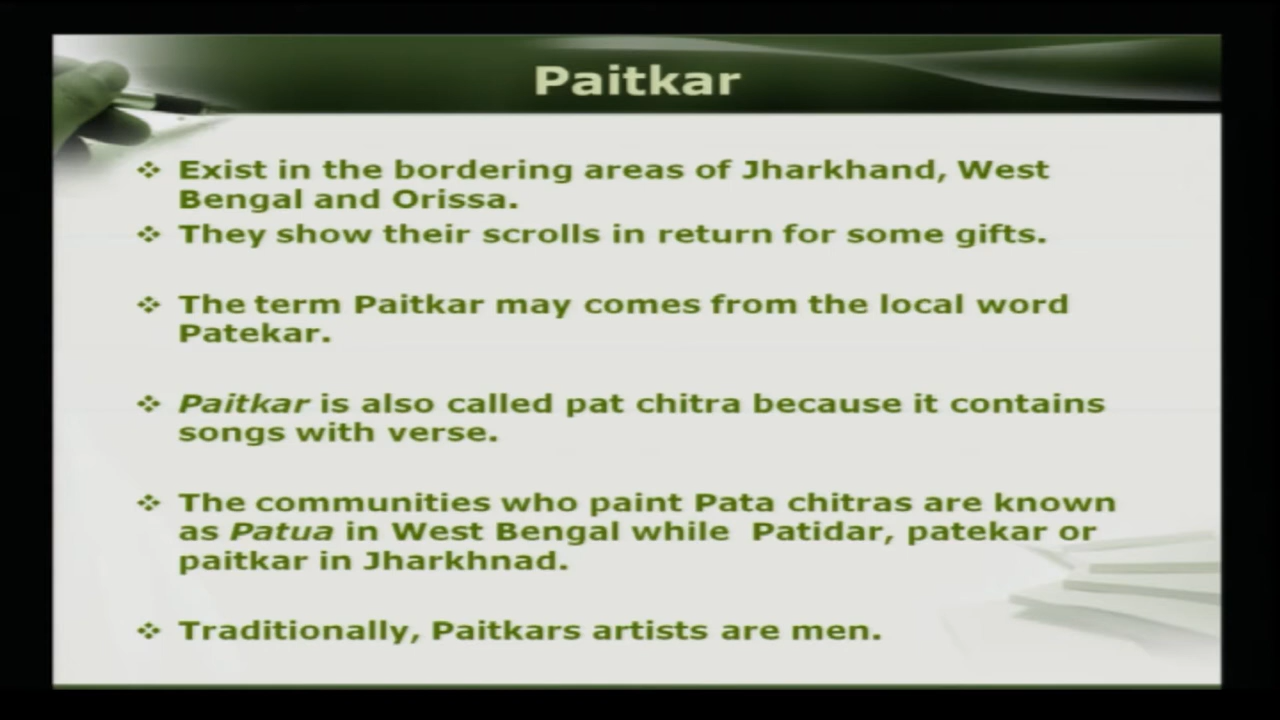 Paitkar
Exist in the bordering areas of Jharkhand, West
Bengal and Orissa.
They show their scrolls in return for some gifts.
The term Paitkar may comes from the local word
Patekar.
Paitkar is also called pat chitra because it contains
songs with verse.
The communities who paint Pata chitras are known
as Patua in West Bengal while Patidar, patekar or
paitkar in Jharkhnad.
Traditionally, Paitkars artists are men.